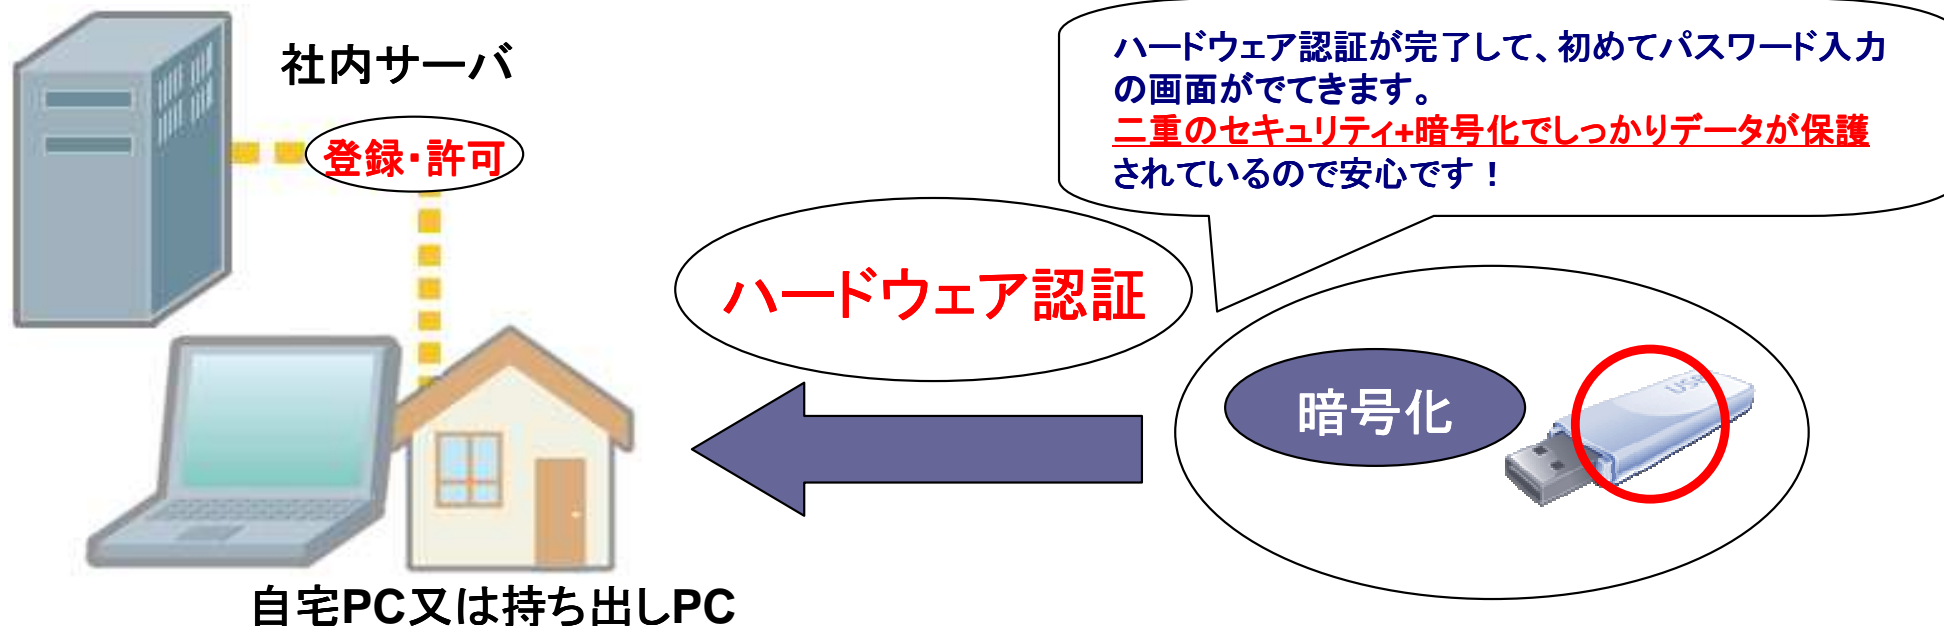 社内サーバ
登録・許可
ハードウェア認証が完了して、初めてパスワード入力
の画面がでてきます。
二重のセキュリティ+暗号化でしっかりデータが保護
されているので安心です！
ハードウェア認証
暗号化
USB
自宅PC又は持ち出しPC